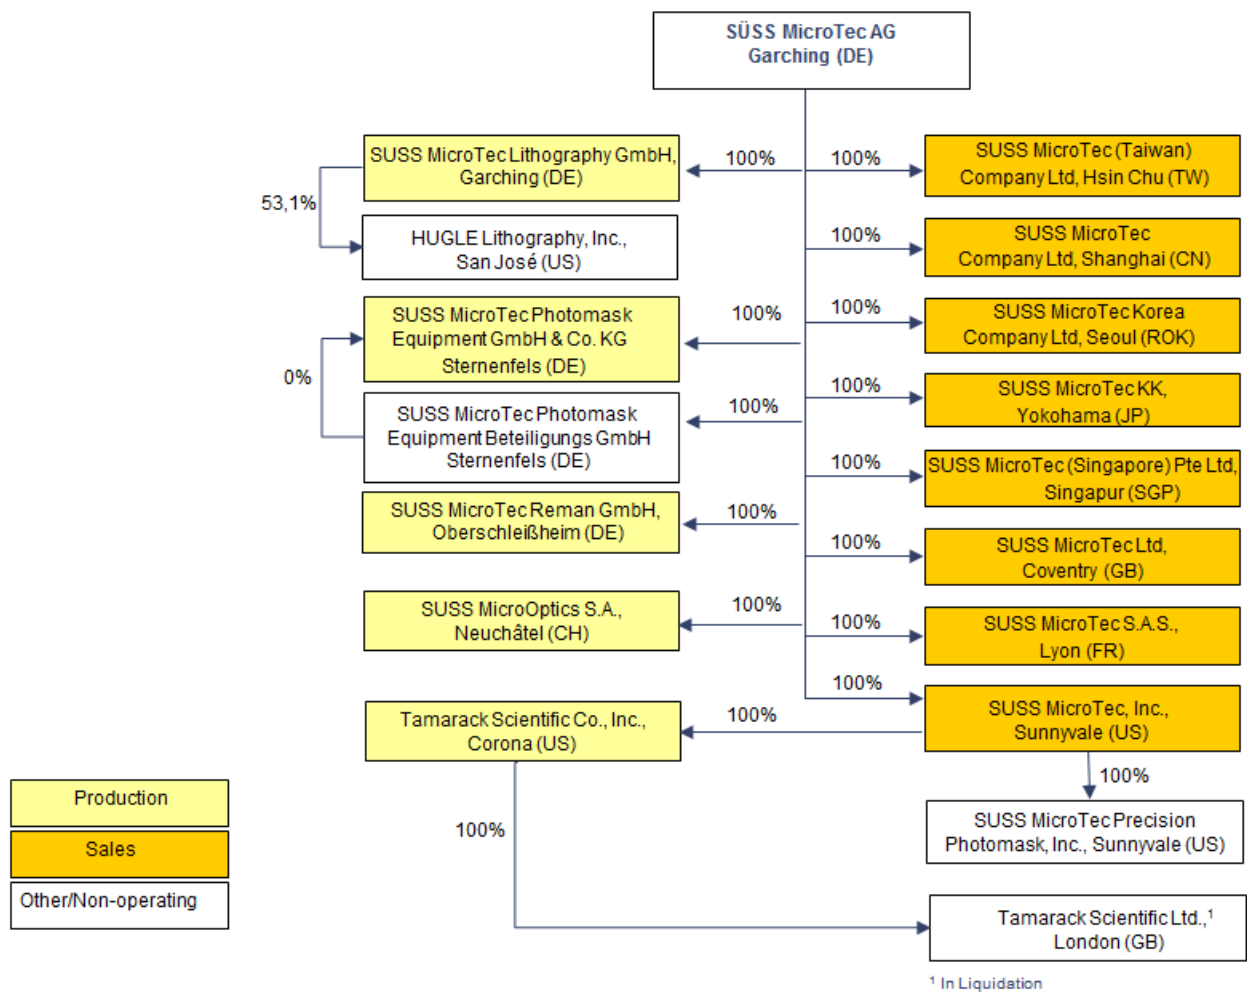 SÜSS MicroTec AG
Garching (DE)
SUSS MicroTec Lithography GmbH,
Garching (DE)
100%
100%
SUSS MicroTec (Taiwan)
Company Ltd, Hsin Chu (TW)
53,1%
HUGLE Lithography, Inc.,
San José (US)
100%
SUSS MicroTec
Company Ltd, Shanghai (CN)
SUSS MicroTec Photomask
Equipment GmbH & Co. KG
Sternenfels (DE)
100%
100%
SUSS MicroTec Korea
Company Ltd, Seoul (ROK)
0%
100%
SUSS MicroTec KK,
Yokohama (JP)
SUSS MicroTec Photomask
Equipment Beteiligungs GmbH
Sternenfels (DE)
100%
100%
SUSS MicroTec (Singapore) Pte Ltd,
Singapur (SGP)
SUSS MicroTec Reman GmbH,
Oberschleißheim (DE)
100%
100%
SUSS MicroTec Ltd,
Coventry (GB)
SUSS MicroOptics S.A.,
Neuchâtel (CH)
100%
100%
SUSS MicroTec S.A.S.,
Lyon (FR)
100%
SUSS MicroTec, Inc.,
Sunnyvale (US)
Tamarack Scientific Co., Inc.,
Corona (US)
100%
100%
SUSS MicroTec Precision
Photomask, Inc., Sunnyvale (US)
100%
Tamarack Scientific Ltd.,¹
London (GB)
¹ In Liquidation
Production
Sales
Other/Non-operating